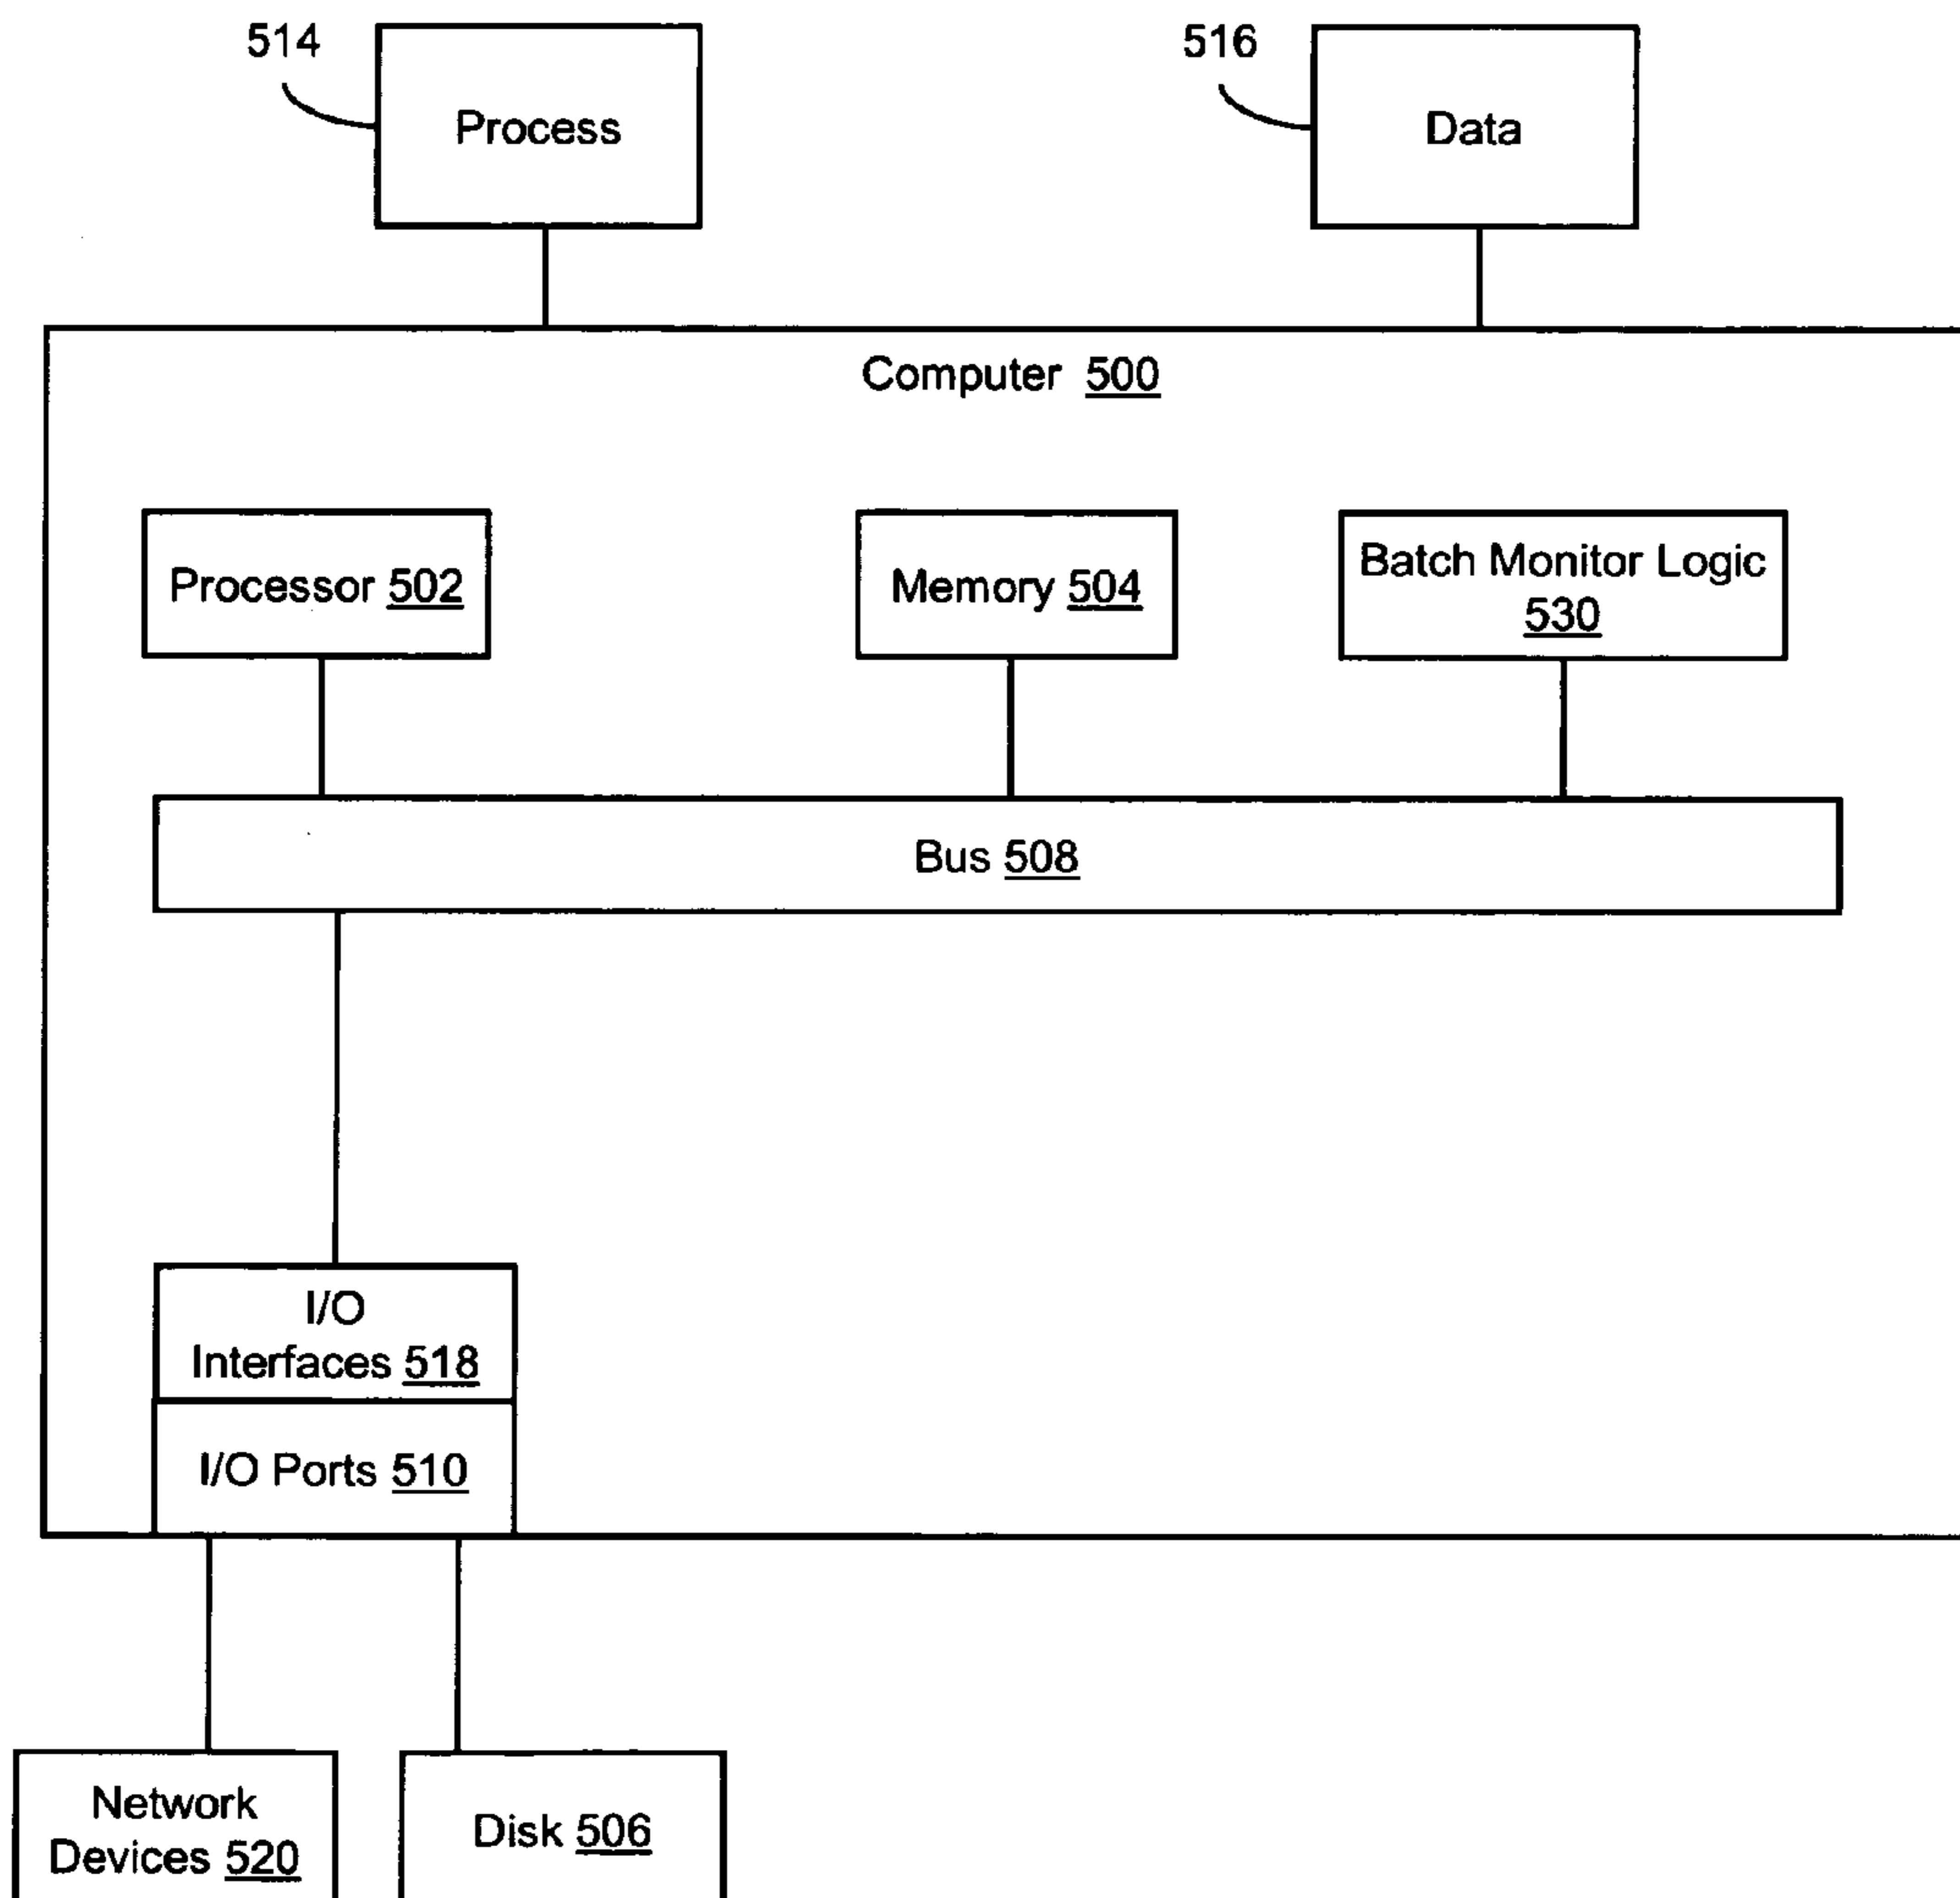 514
Process
516
Data
Computer 500
Processor 502
Memory 504
Batch Monitor Logic
530
Bus 508
I/O
Interfaces 518
I/O Ports 510
Network
Devices 520
Disk 506